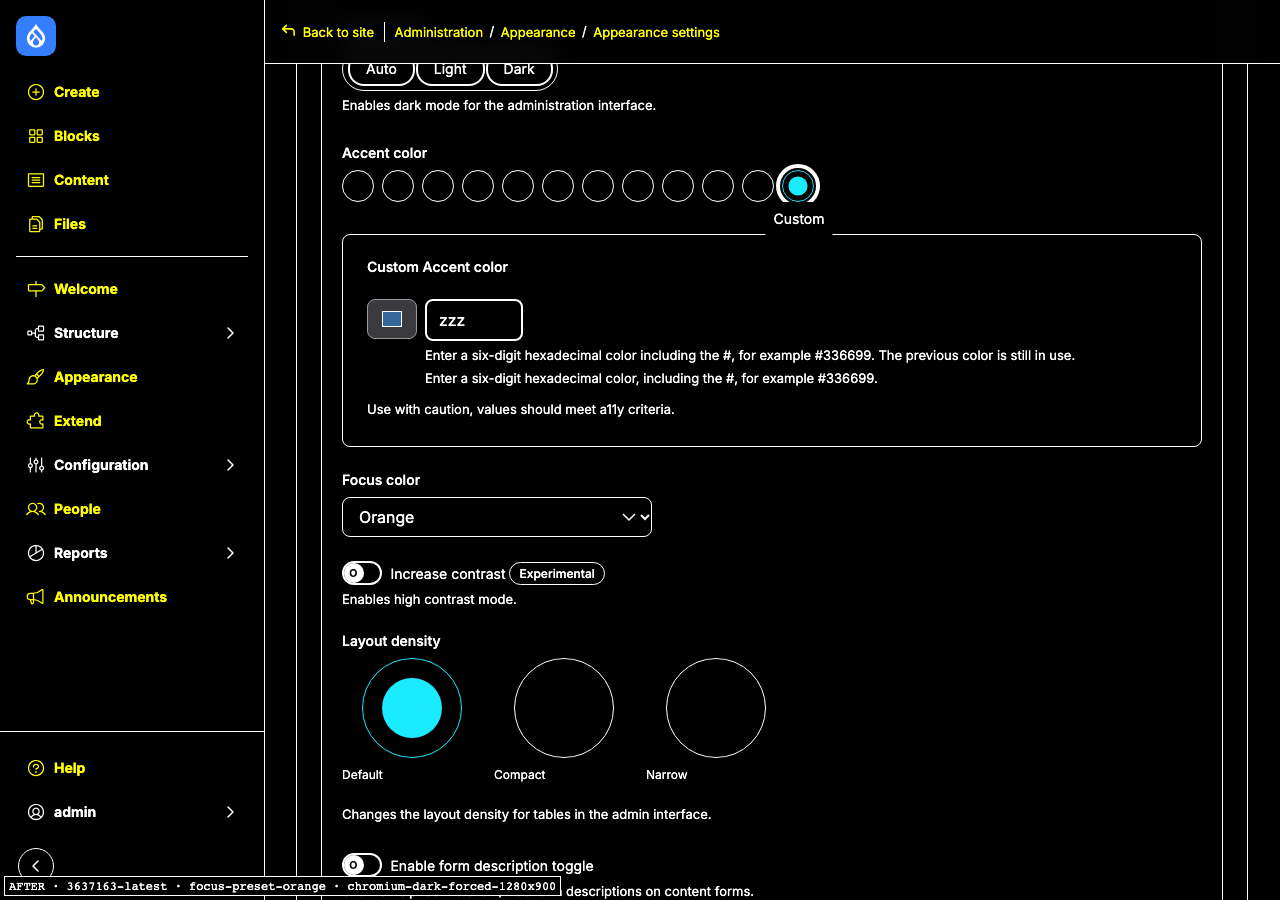 Back to site
Administration / Appearance / Appearance settings
Create
Blocks
Content
Files
Welcome
Structure
Appearance
Extend
Configuration
People
Reports
Announcements
Help
admin
Auto Light Dark
Enables dark mode for the administration interface.
Accent color
Custom
Custom Accent color
zzz
Enter a six-digit hexadecimal color including the #, for example #336699. The previous color is still in use.
Enter a six-digit hexadecimal color, including the #, for example #336699.
Use with caution, values should meet a11y criteria.
Focus color
Orange
Increase contrast Experimental
Enables high contrast mode.
Layout density
Default Compact Narrow
Changes the layout density for tables in the admin interface.
Enable form description toggle
descriptions on content forms.
AFTER • 3637163-latest • focus-preset-orange • chromium-dark-forced-1280x900